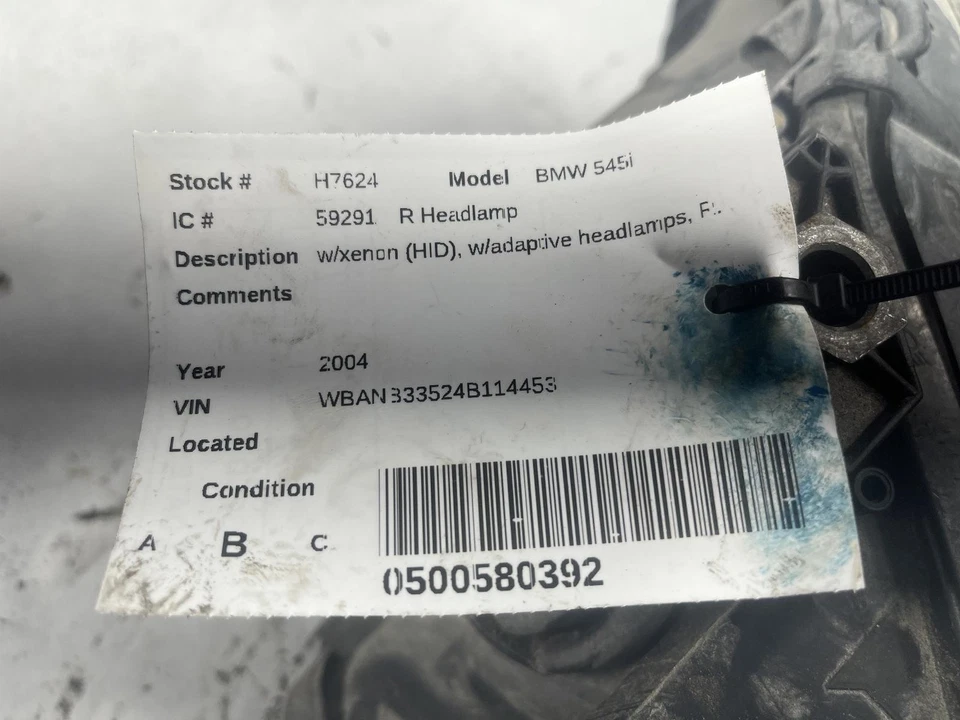 Stock # H7624 Model BMW 545i
IC # 59291 R Headlamp
Description w/xenon (HID), w/adaptive headlamps,
Comments
Year 2004
VIN WBANB33524B114453
Located
Condition
A B C
0500580392